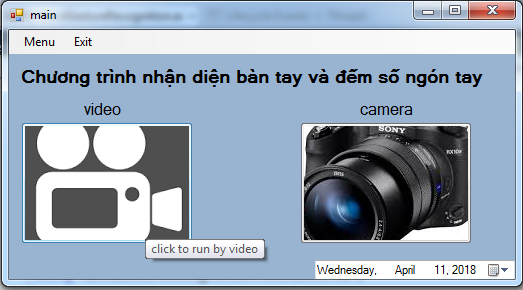 main
Menu Exit
Chương trình nhận diện bàn tay và đếm số ngón tay
video camera
SONY
RX10
click to run by video
Wednesday, April 11, 2018